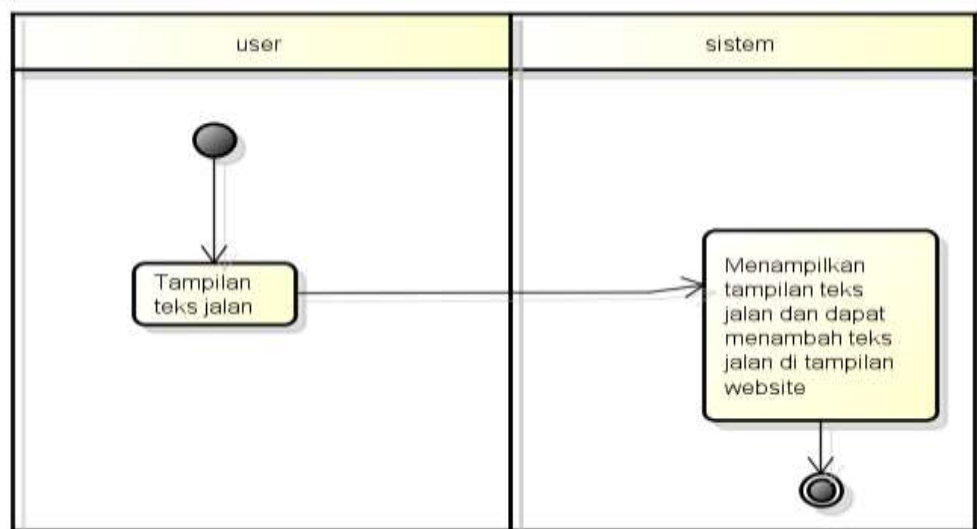 user
sistem
Tampilan
teks jalan
Menampilkan
tampilan teks
jalan dan dapat
menambah teks
jalan di tampilan
website